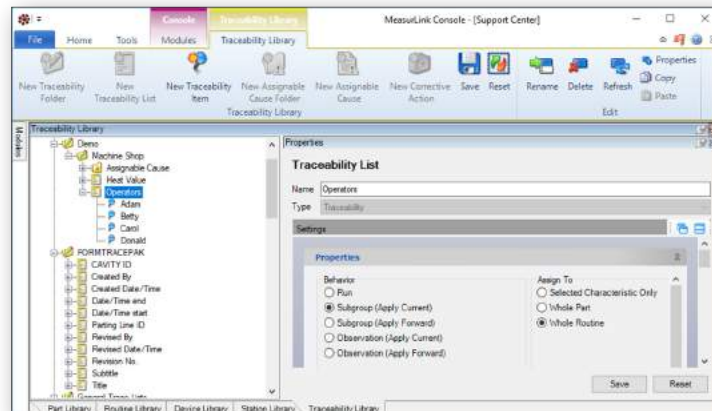 Console
Traceability Library
MeasurLink Console - [Support Center]
File
Home
Tools
Modules
Traceability Library
New Traceability Folder
New Traceability List
New Traceability Item
New Assignable Cause Folder
New Assignable Cause
New Corrective Action
Save
Reset
Rename
Delete
Refresh
Properties
Copy
Paste
Traceability Library
Edit
Modules
Traceability Library
Demo
Machine Shop
Assignable Cause
Heat Value
Operators
Adam
Betty
Carol
Donald
FORMTRACEPAK
CAVITY ID
Created By
Created Date/Time
Date/Time end
Date/Time start
Parting Line ID
Revised By
Revised Date/Time
Revision No.
Subtitle
Title
General Trace Lists
Properties
Traceability List
Name Operators
Type Traceability
Settings
Properties
Behavior
Run
Subgroup (Apply Current)
Subgroup (Apply Forward)
Observation (Apply Current)
Observation (Apply Forward)
Assign To
Selected Characteristic Only
Whole Part
Whole Routine
Save
Reset
Part Library
Routine Library
Device Library
Station Library
Traceability Library